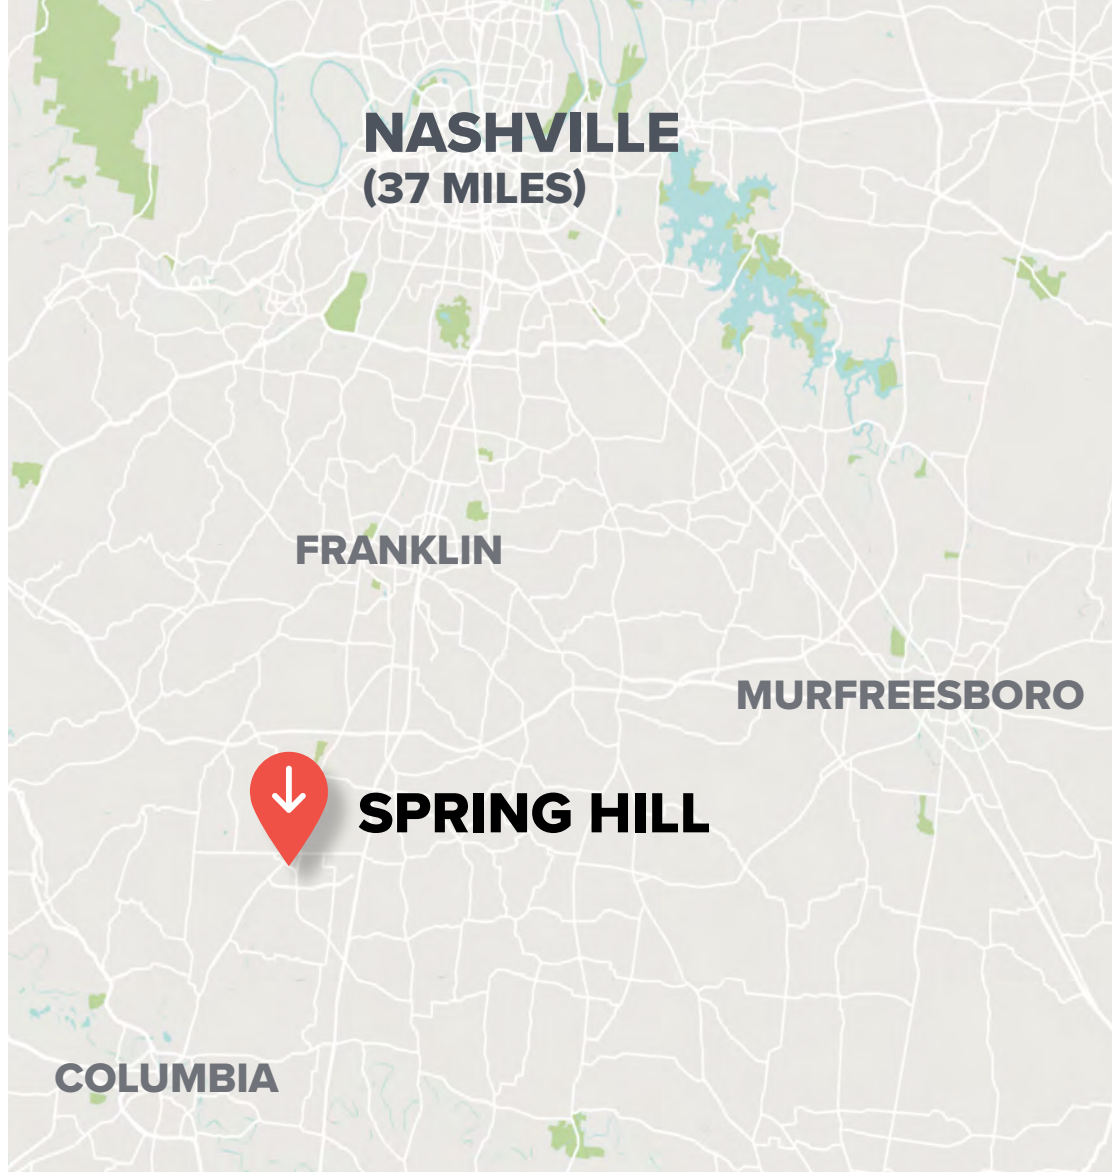 NASHVILLE
(37 MILES)
FRANKLIN
MURFREESBORO
SPRING HILL
COLUMBIA